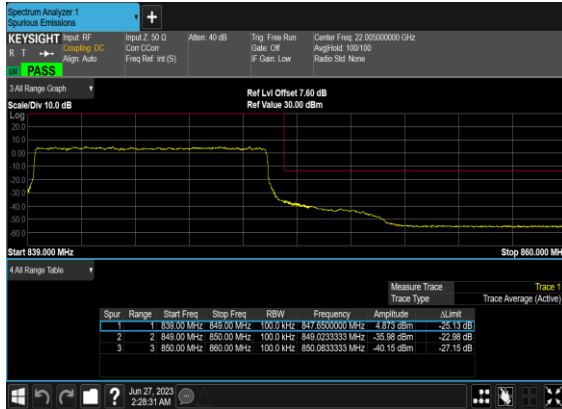 Spectrum Analyzer 1
Spurious Emissions
+
KEYSIGHT Input: RF Input Z: 50 Ω Atten: 40 dB Trig: Free Run Center Freq: 22.005000000 GHz
R T Coupling: DC Corr CCorr Gate: Off Avg|Hold: 100/100
Align: Auto Freq Ref: Int (S) IF Gain: Low Radio Std: None
LW PASS
3 All Range Graph
Ref Lvl Offset 7.60 dB
Scale/Div 10.0 dB Ref Value 30.00 dBm
Log
20.0
10.0
0.00
-10.0
-20.0
-30.0
-40.0
-50.0
-60.0
Start 839.000 MHz Stop 860.000 MHz
4 All Range Table
Measure Trace Trace 1
Trace Type Trace Average (Active)
Spur Range Start Freq Stop Freq RBW Frequency Amplitude ΔLimit
1 1 839.00 MHz 849.00 MHz 100.0 kHz 847.6500000 MHz 4.873 dBm -25.13 dB
2 2 849.00 MHz 850.00 MHz 100.0 kHz 849.0233333 MHz -35.98 dBm -22.98 dB
3 3 850.00 MHz 860.00 MHz 100.0 kHz 850.0833333 MHz -40.15 dBm -27.15 dB
? Jun 27, 2023
2:28:31 AM